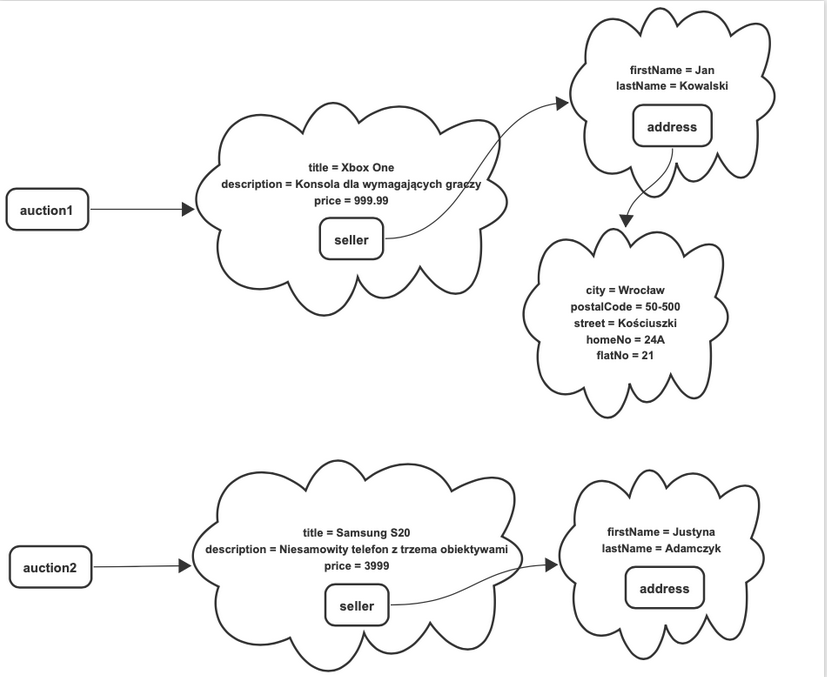 auction1
title = Xbox One
description = Konsola dla wymagających graczy
price = 999.99
seller
firstName = Jan
lastName = Kowalski
address
city = Wrocław
postalCode = 50-500
street = Kościuszki
homeNo = 24A
flatNo = 21
auction2
title = Samsung S20
description = Niesamowity telefon z trzema obiektywami
price = 3999
seller
firstName = Justyna
lastName = Adamczyk
address